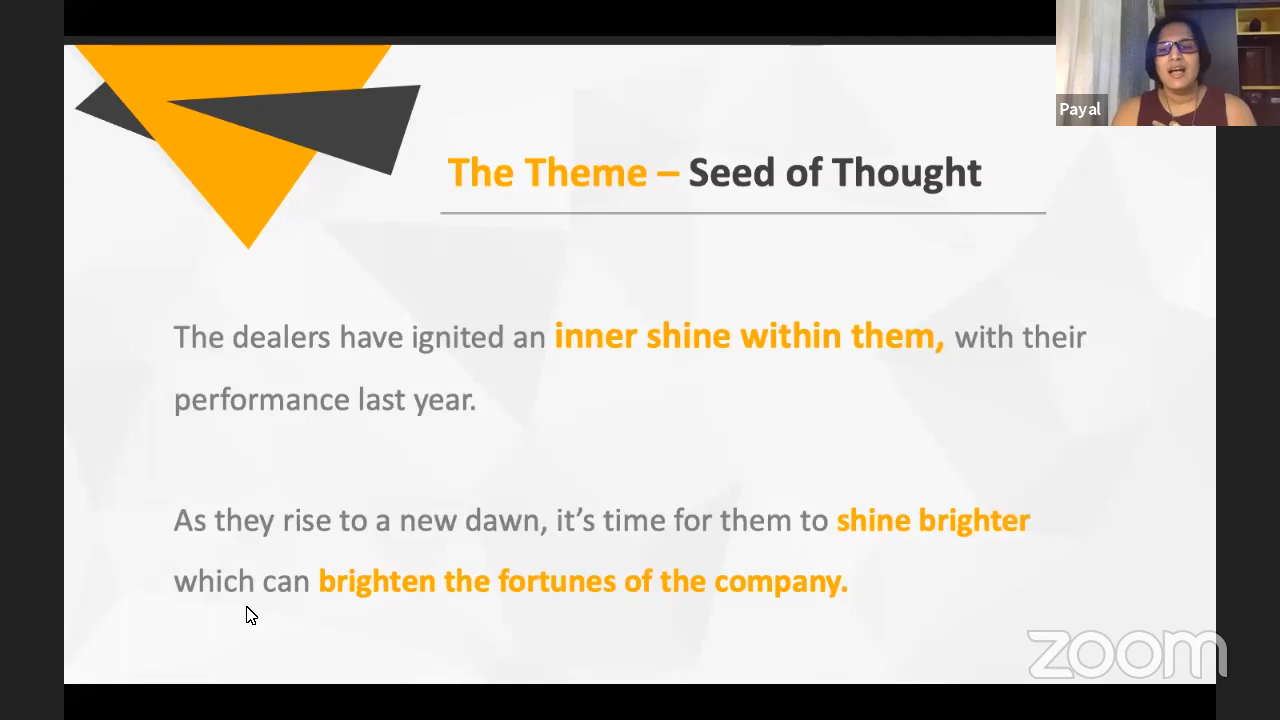 Payal
The Theme – Seed of Thought
The dealers have ignited an inner shine within them, with their
performance last year.
As they rise to a new dawn, it’s time for them to shine brighter
which can brighten the fortunes of the company.
zoom